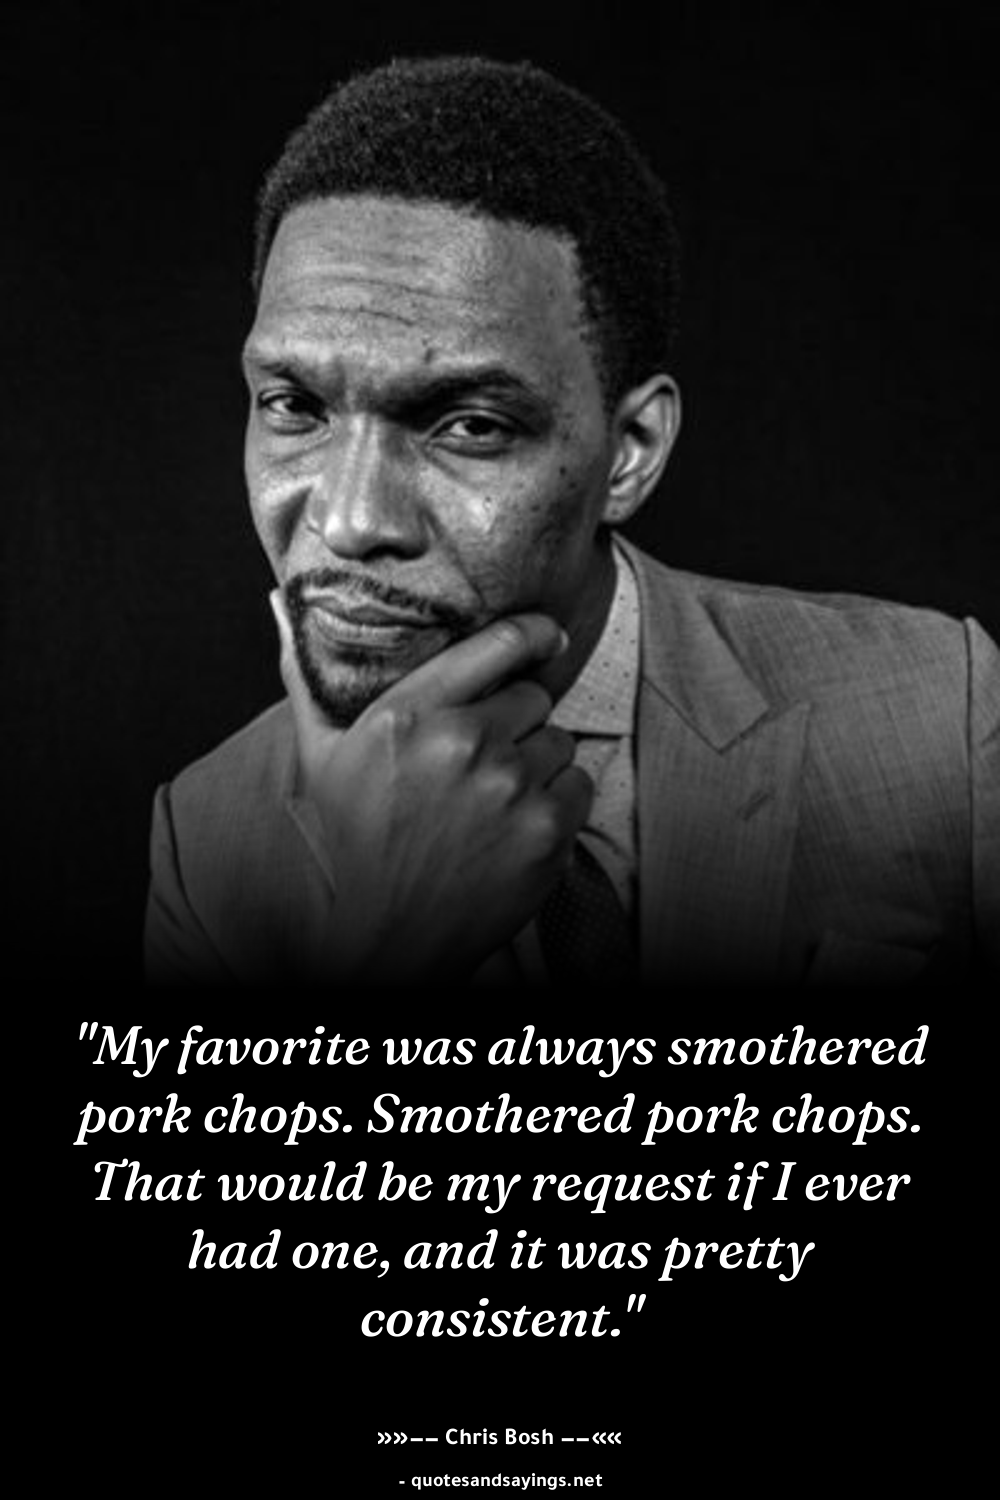 "My favorite was always smothered
pork chops. Smothered pork chops.
That would be my request if I ever
had one, and it was pretty
consistent."
»»−− Chris Bosh −−««
- quotesandsayings.net